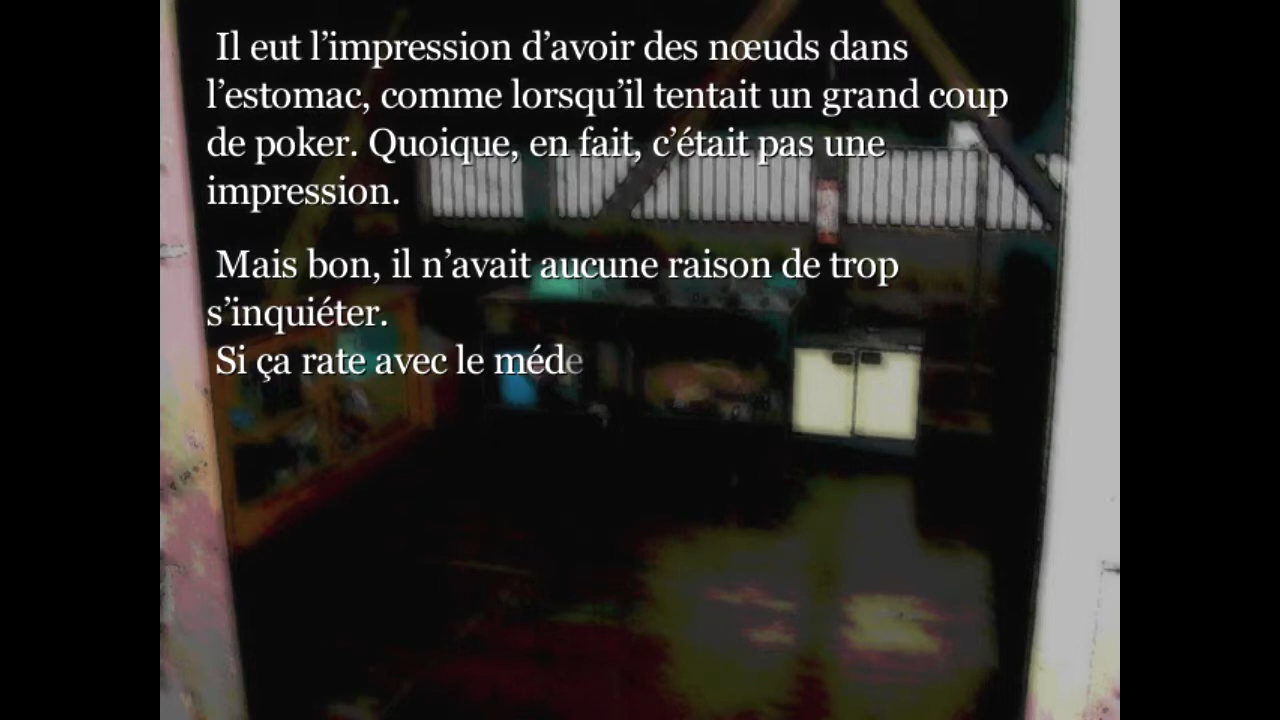 Il eut l’impression d’avoir des nœuds dans
l’estomac, comme lorsqu’il tentait un grand coup
de poker. Quoique, en fait, c’était pas une
impression.
Mais bon, il n’avait aucune raison de trop
s’inquiéter.
Si ça rate avec le méde